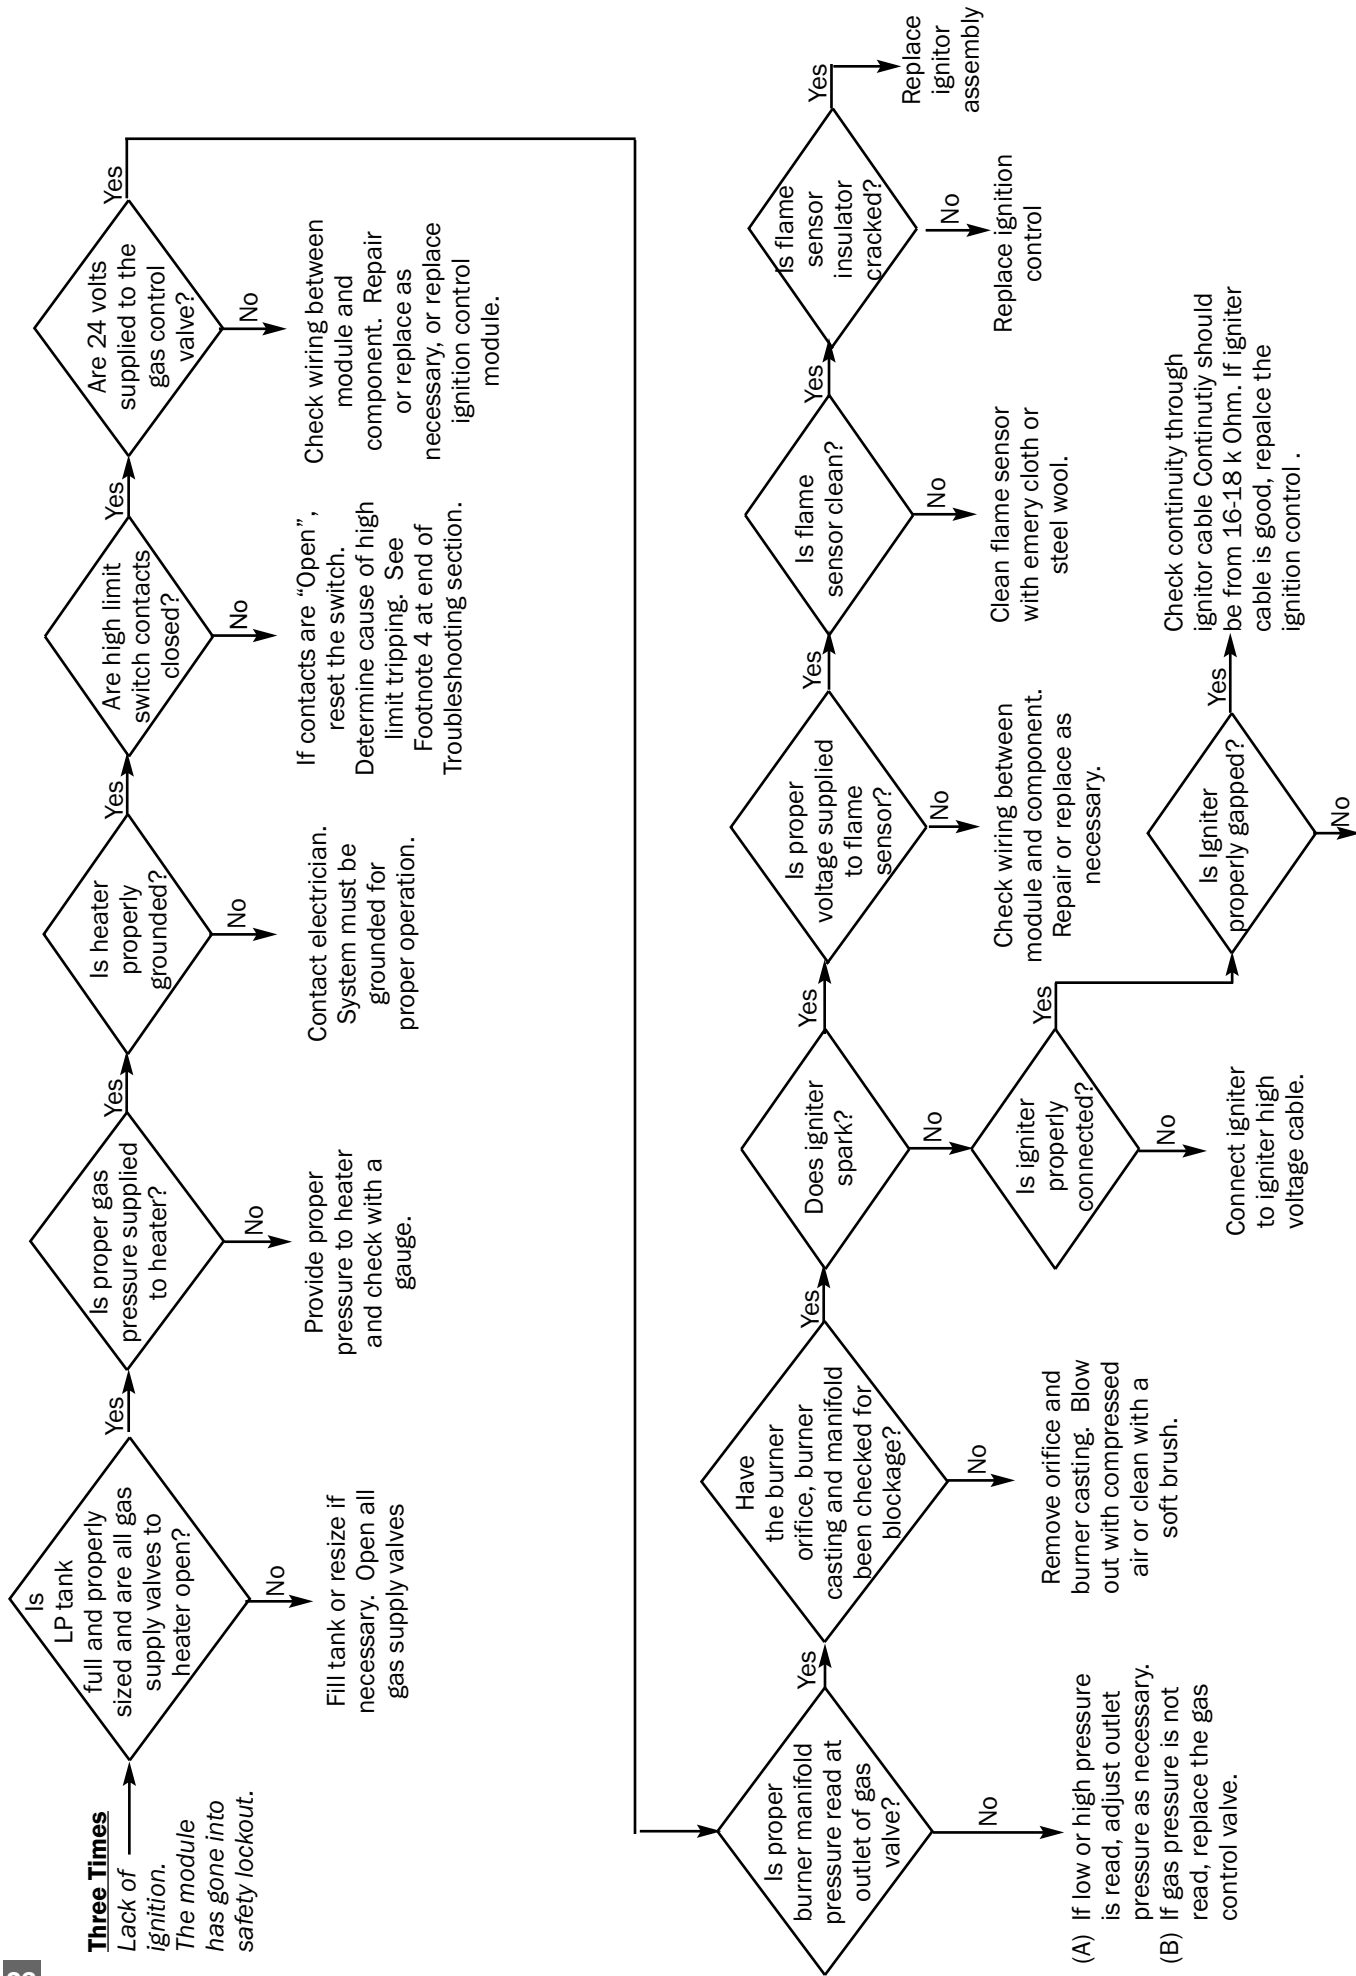 Three Times
Lack of
ignition.
The module
has gone into
safety lockout.
Is
LP tank
full and properly
sized and are all gas
supply valves to
heater open?
Yes
No
Fill tank or resize if
necessary. Open all
gas supply valves
Is proper gas
pressure supplied
to heater?
Yes
No
Provide proper
pressure to heater
and check with a
gauge.
Is heater
properly
grounded?
Yes
No
Contact electrician.
System must be
grounded for
proper operation.
Are high limit
switch contacts
closed?
Yes
No
If contacts are “Open”,
reset the switch.
Determine cause of high
limit tripping. See
Footnote 4 at end of
Troubleshooting section.
Are 24 volts
supplied to the
gas control
valve?
Yes
No
Check wiring between
module and
component. Repair
or replace as
necessary, or replace
ignition control
module.
Is proper
burner manifold
pressure read at
outlet of gas
valve?
Yes
No
(A) If low or high pressure
is read, adjust outlet
pressure as necessary.
(B) If gas pressure is not
read, replace the gas
control valve.
Have
the burner
orifice, burner
casting and manifold
been checked for
blockage?
Yes
No
Remove orifice and
burner casting. Blow
out with compressed
air or clean with a
soft brush.
Does igniter
spark?
Yes
No
Is igniter
properly
connected?
Yes
No
Connect igniter
to igniter high
voltage cable.
Is proper
voltage supplied
to flame
sensor?
Yes
No
Check wiring between
module and component.
Repair or replace as
necessary.
Is Igniter
properly gapped?
Yes
No
Check continuity through
ignitor cable Continutiy should
be from 16-18 k Ohm. If igniter
cable is good, repalce the
ignition control .
Is flame
sensor clean?
Yes
No
Clean flame sensor
with emery cloth or
steel wool.
Is flame
sensor
insulator
cracked?
Yes
No
Replace ignition
control
Replace
ignitor
assembly